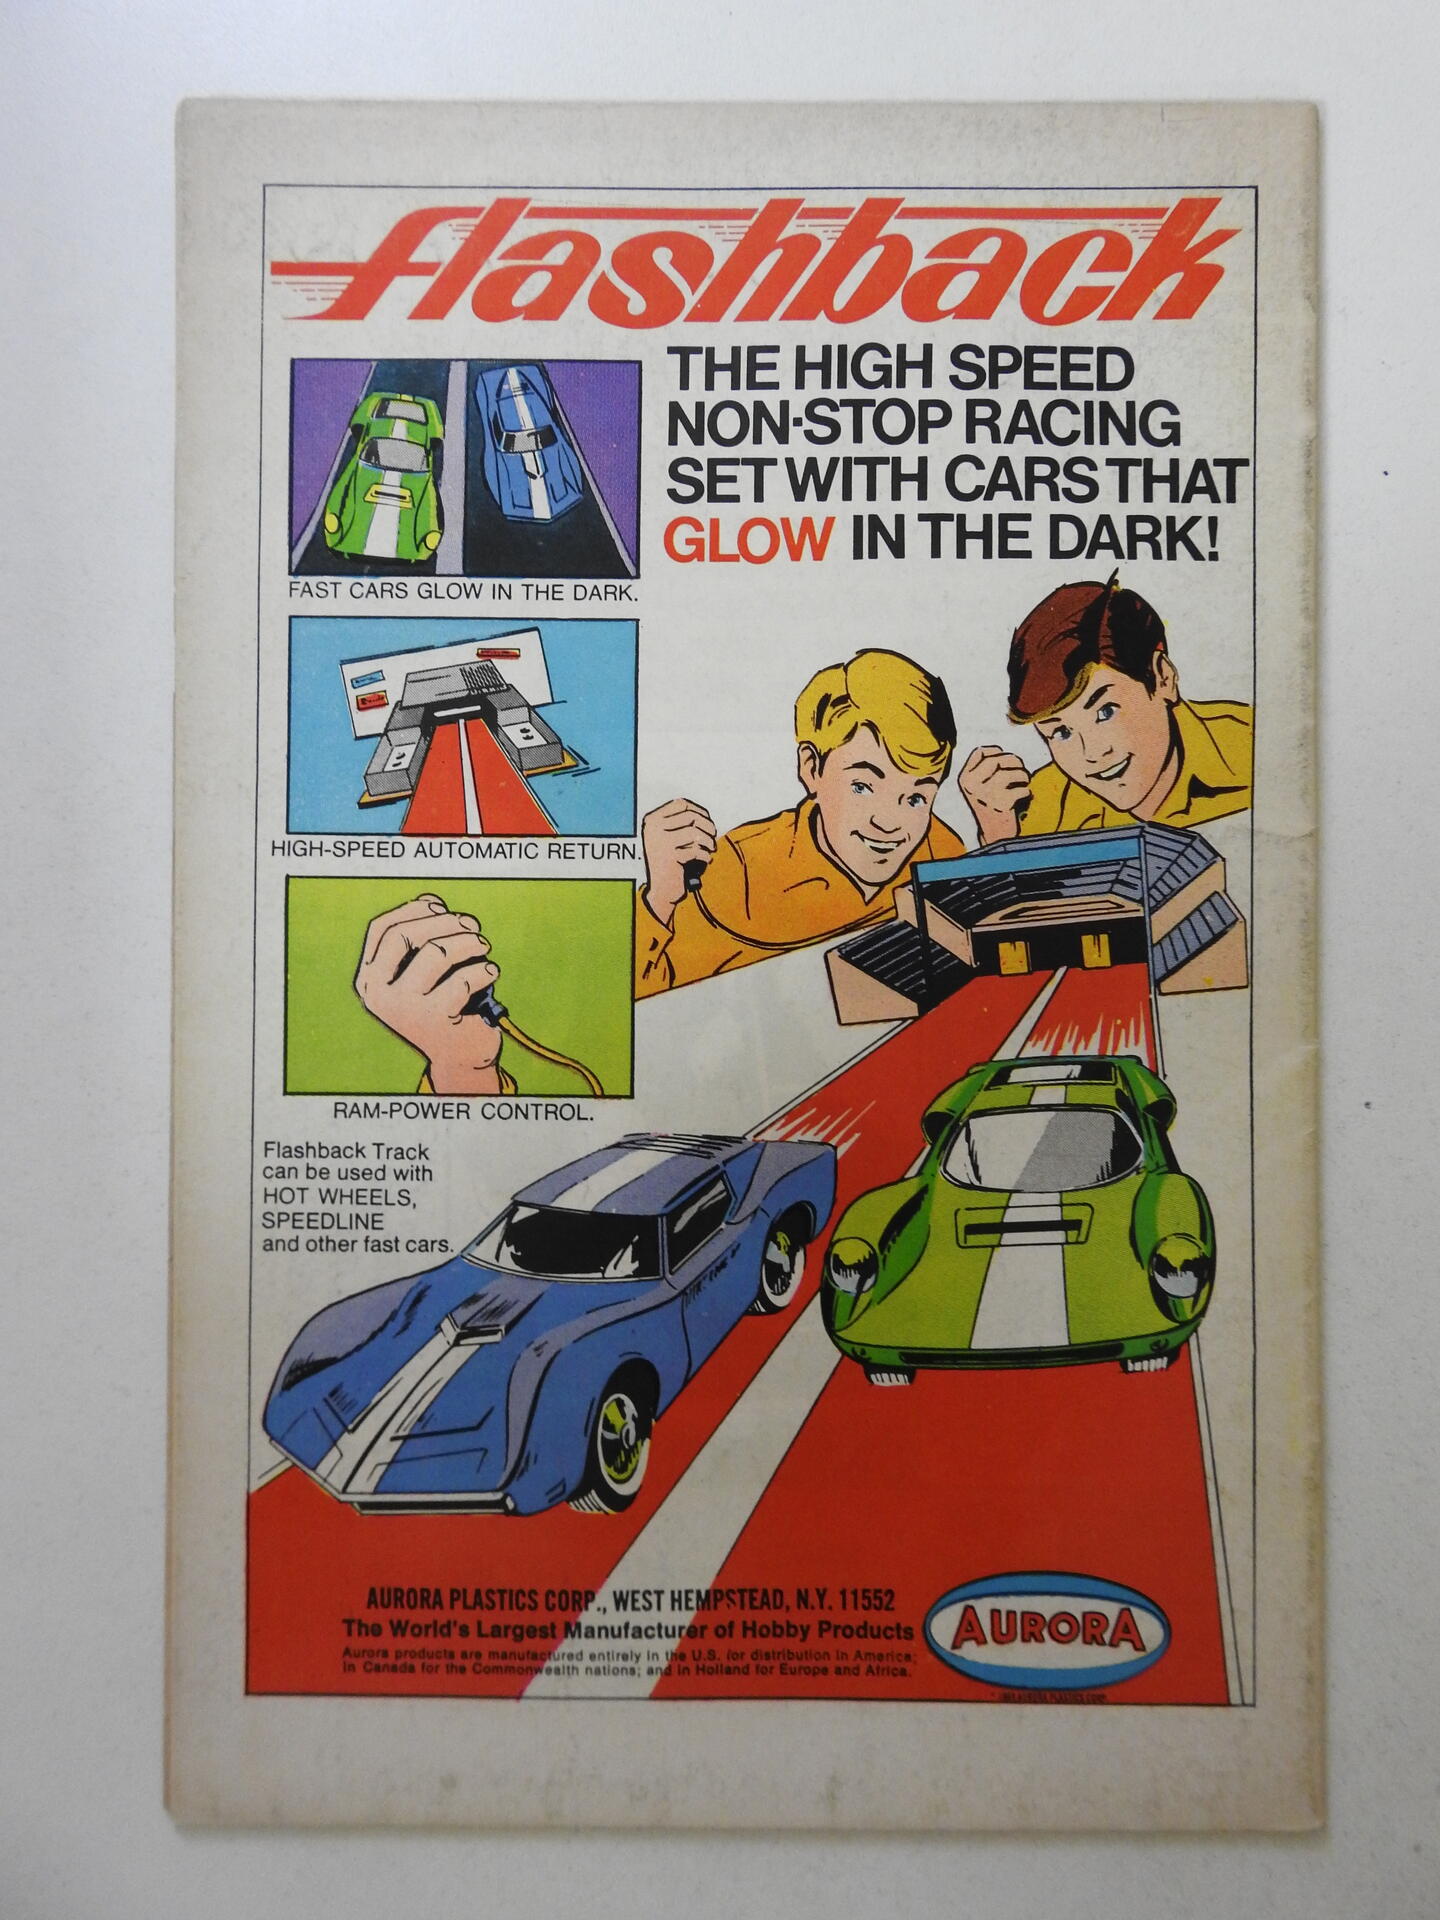 flashback
THE HIGH SPEED
NON-STOP RACING
SET WITH CARS THAT
GLOW IN THE DARK!
FAST CARS GLOW IN THE DARK.
HIGH-SPEED AUTOMATIC RETURN.
RAM-POWER CONTROL.
Flashback Track
can be used with
HOT WHEELS,
SPEEDLINE
and other fast cars.
AURORA PLASTICS CORP., WEST HEMPSTEAD, N.Y. 11552
The World's Largest Manufacturer of Hobby Products
Aurora products are manufactured entirely in the U.S. for distribution in America;
in Canada for the Commonwealth nations; and in Holland for Europe and Africa.
AURORA
AURORA PLASTICS CORP.